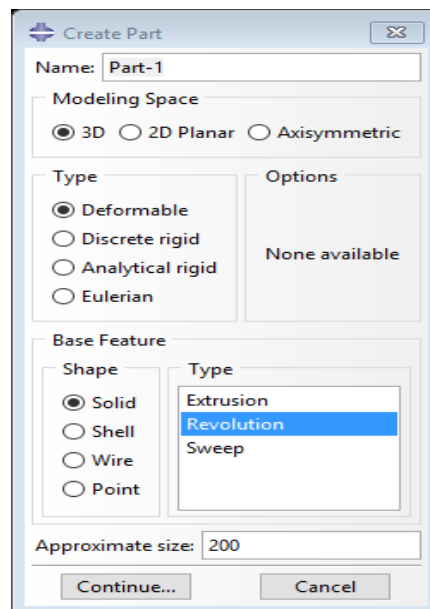 Create Part
Name: Part-1
Modeling Space
3D 2D Planar Axisymmetric
Type
Deformable
Discrete rigid
Analytical rigid
Eulerian
Options
None available
Base Feature
Shape
Solid
Shell
Wire
Point
Type
Extrusion
Revolution
Sweep
Approximate size: 200
Continue... Cancel